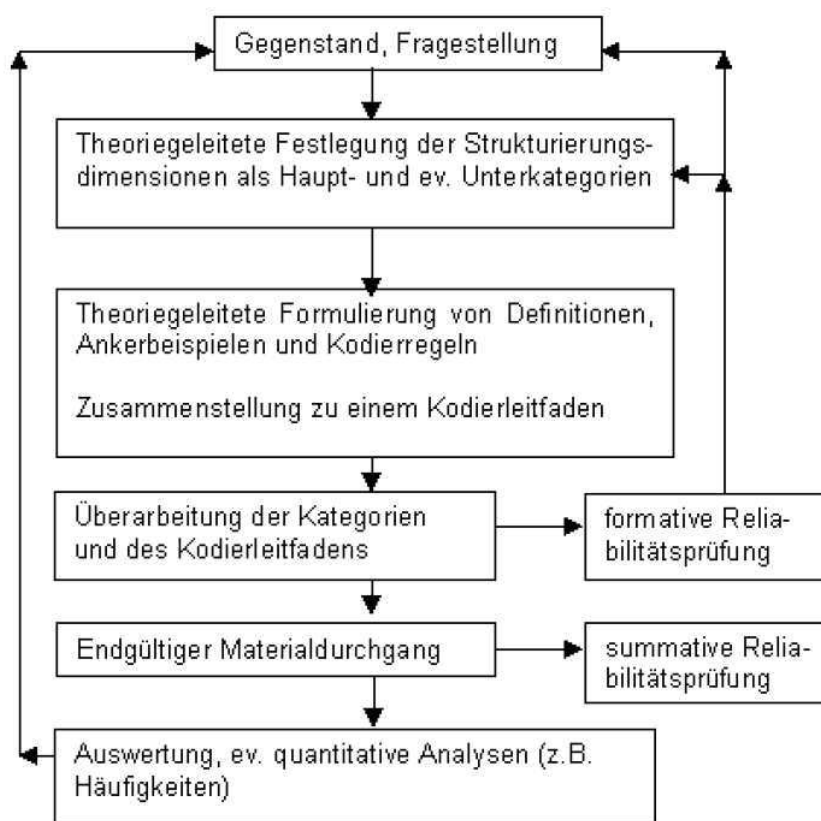 Gegenstand, Fragestellung
Theoriegeleitete Festlegung der Strukturierungs-
dimensionen als Haupt- und ev. Unterkategorien
Theoriegeleitete Formulierung von Definitionen,
Ankerbeispielen und Kodierregeln
Zusammenstellung zu einem Kodierleitfaden
Überarbeitung der Kategorien
und des Kodierleitfadens
formative Relia-
bilitätsprüfung
Endgültiger Materialdurchgang
summative Relia-
bilitätsprüfung
Auswertung, ev. quantitative Analysen (z.B.
Häufigkeiten)